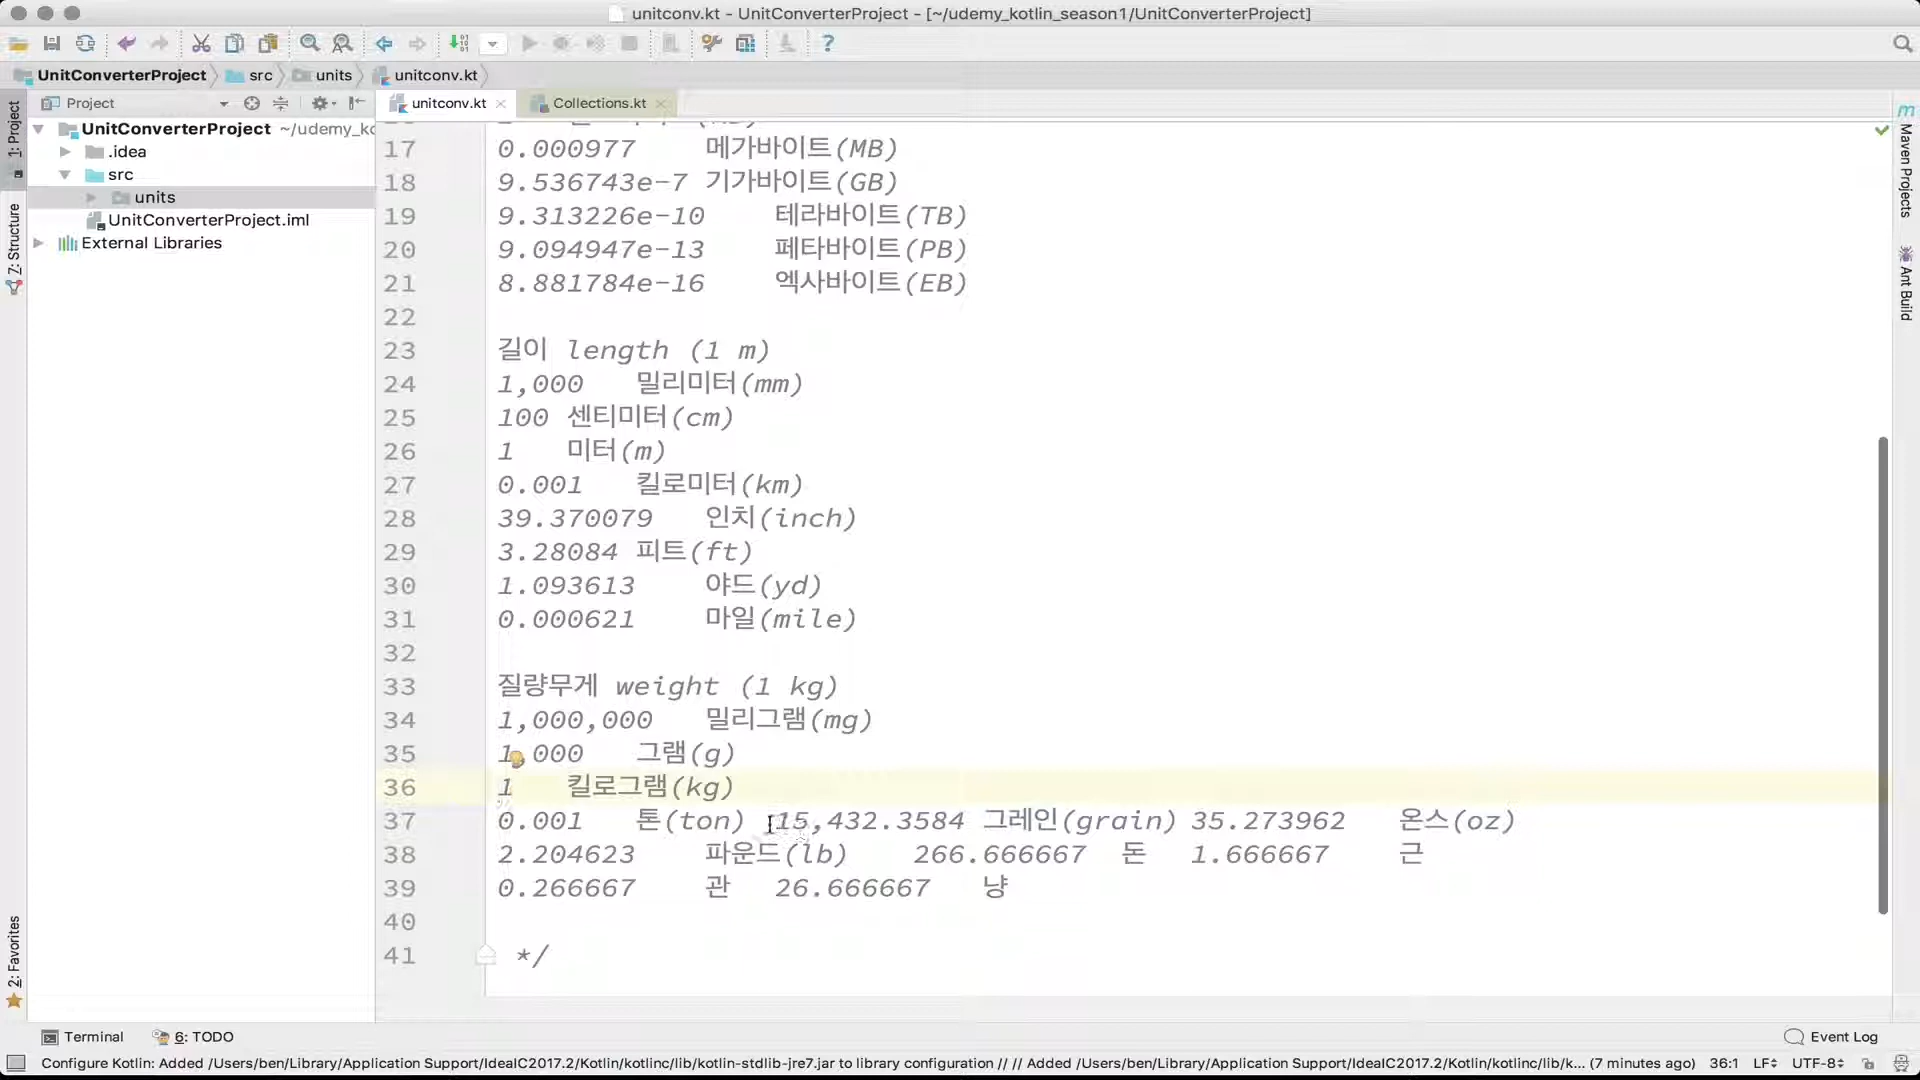 unitconv.kt - UnitConverterProject - [~/udemy_kotlin_season1/UnitConverterProject]
UnitConverterProject src units unitconv.kt
1: Project
Z: Structure
2: Favorites
Project
UnitConverterProject ~/udemy_kc
.idea
src
units
UnitConverterProject.iml
External Libraries
unitconv.kt Collections.kt
17 0.000977 메가바이트(MB)
18 9.536743e-7 기가바이트(GB)
19 9.313226e-10 테라바이트(TB)
20 9.094947e-13 페타바이트(PB)
21 8.881784e-16 엑사바이트(EB)
22
23 길이 length (1 m)
24 1,000 밀리미터(mm)
25 100 센티미터(cm)
26 1 미터(m)
27 0.001 킬로미터(km)
28 39.370079 인치(inch)
29 3.28084 피트(ft)
30 1.093613 야드(yd)
31 0.000621 마일(mile)
32
33 질량무게 weight (1 kg)
34 1,000,000 밀리그램(mg)
35 1,000 그램(g)
36 1 킬로그램(kg)
37 0.001 톤(ton) 15,432.3584 그레인(grain) 35.273962 온스(oz)
38 2.204623 파운드(lb) 266.666667 돈 1.666667 근
39 0.266667 관 26.666667 냥
40
41 */
Maven Projects
Ant Build
Terminal 6: TODO Event Log
Configure Kotlin: Added /Users/ben/Library/Application Support/IdeaIC2017.2/Kotlin/kotlinc/lib/kotlin-stdlib-jre7.jar to library configuration // // Added /Users/ben/Library/Application Support/IdeaIC2017.2/Kotlin/kotlinc/lib/k... (7 minutes ago) 36:1 LF UTF-8